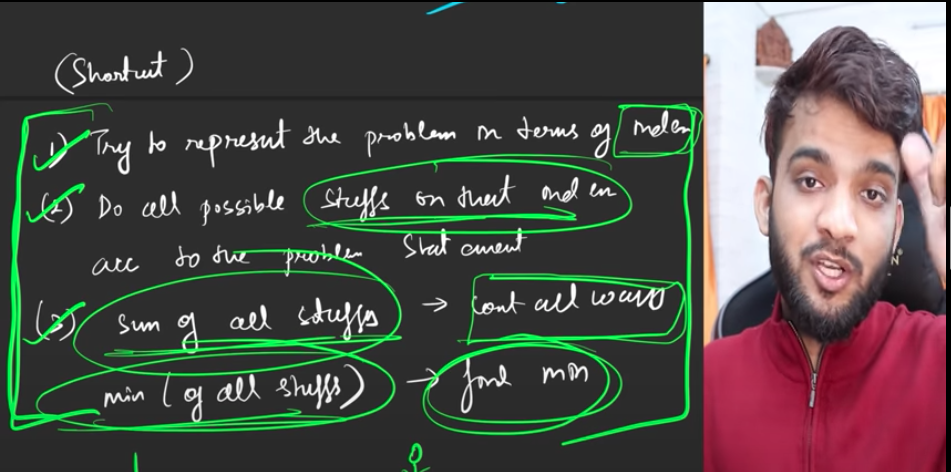 (Shortcut)
1) Try to represent the problem in terms of index
(2) Do all possible stuffs on that index
acc to the problem statement
(3) sum of all stuffs → count all ways
min (of all stuffs) → find min